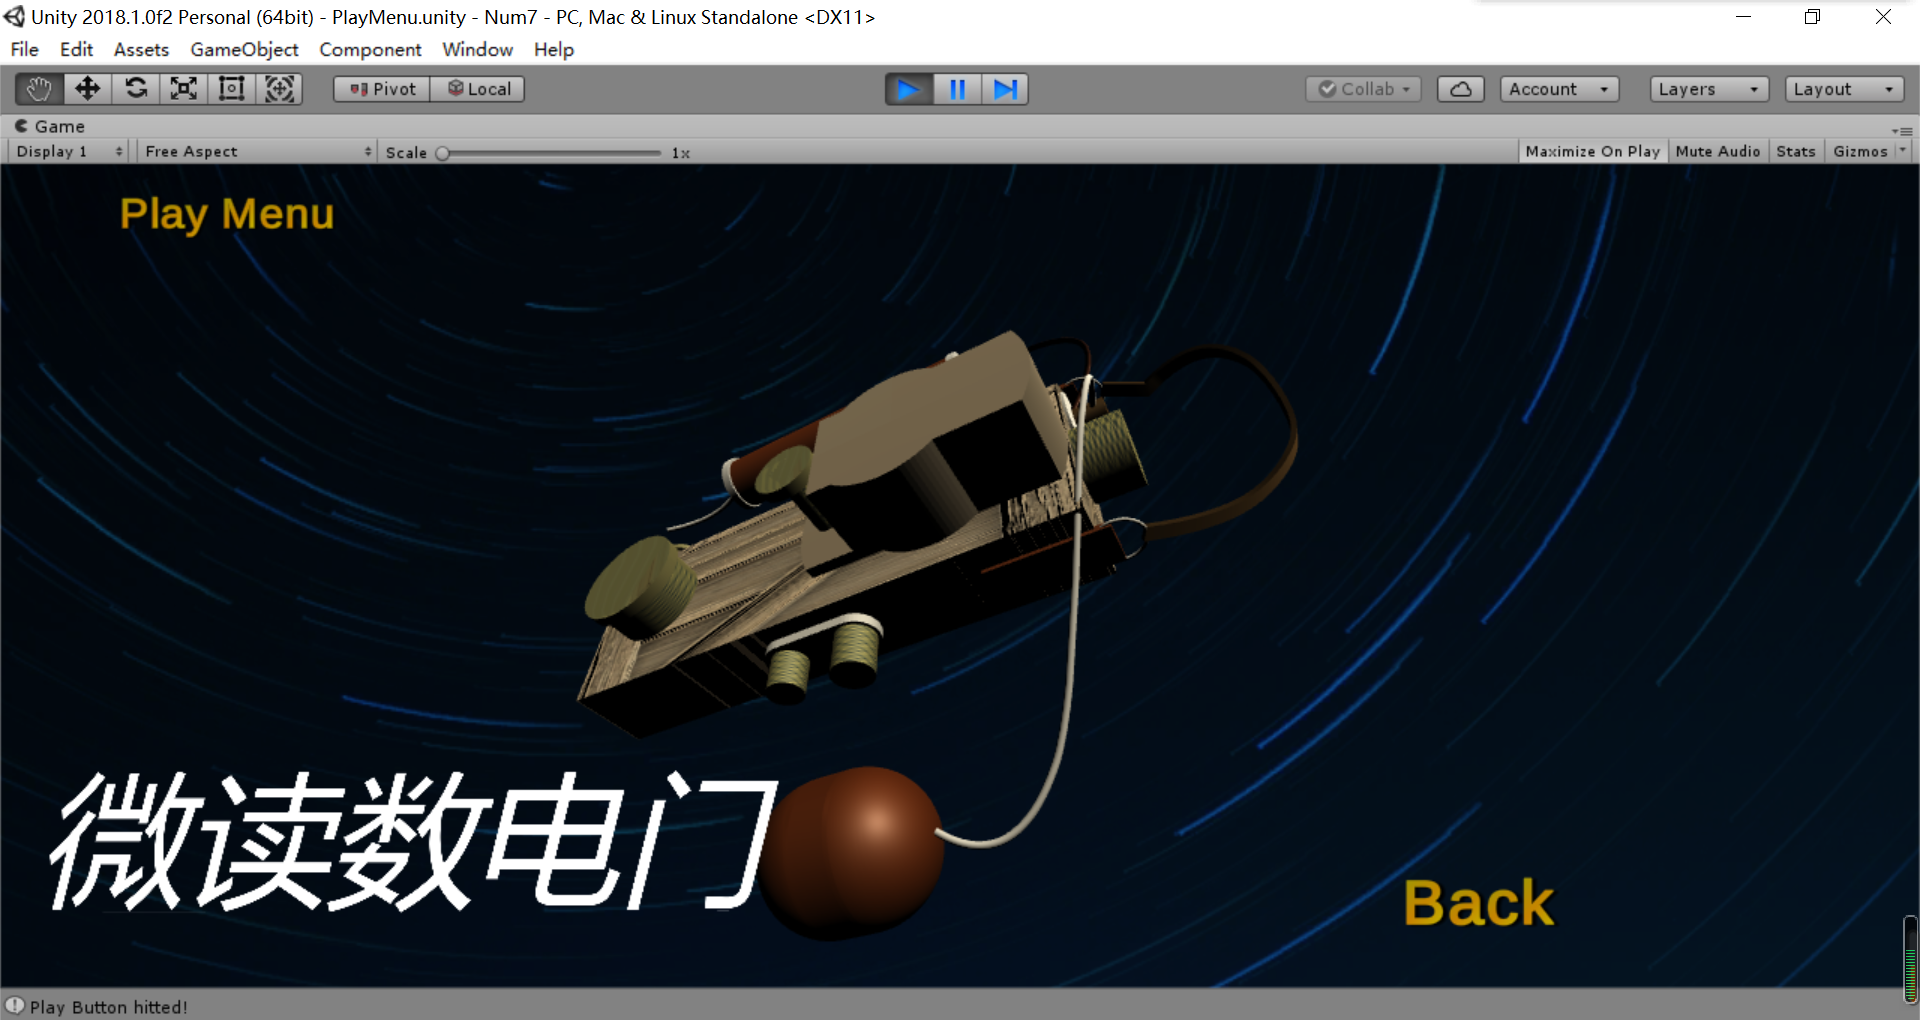 Unity 2018.1.0f2 Personal (64bit) - PlayMenu.unity - Num7 - PC, Mac & Linux Standalone <DX11>
File Edit Assets GameObject Component Window Help
Pivot Local Collab Account Layers Layout
Game
Display 1 Free Aspect Scale 1x Maximize On Play Mute Audio Stats Gizmos
Play Menu
微读数电门
Back
Play Button hitted!